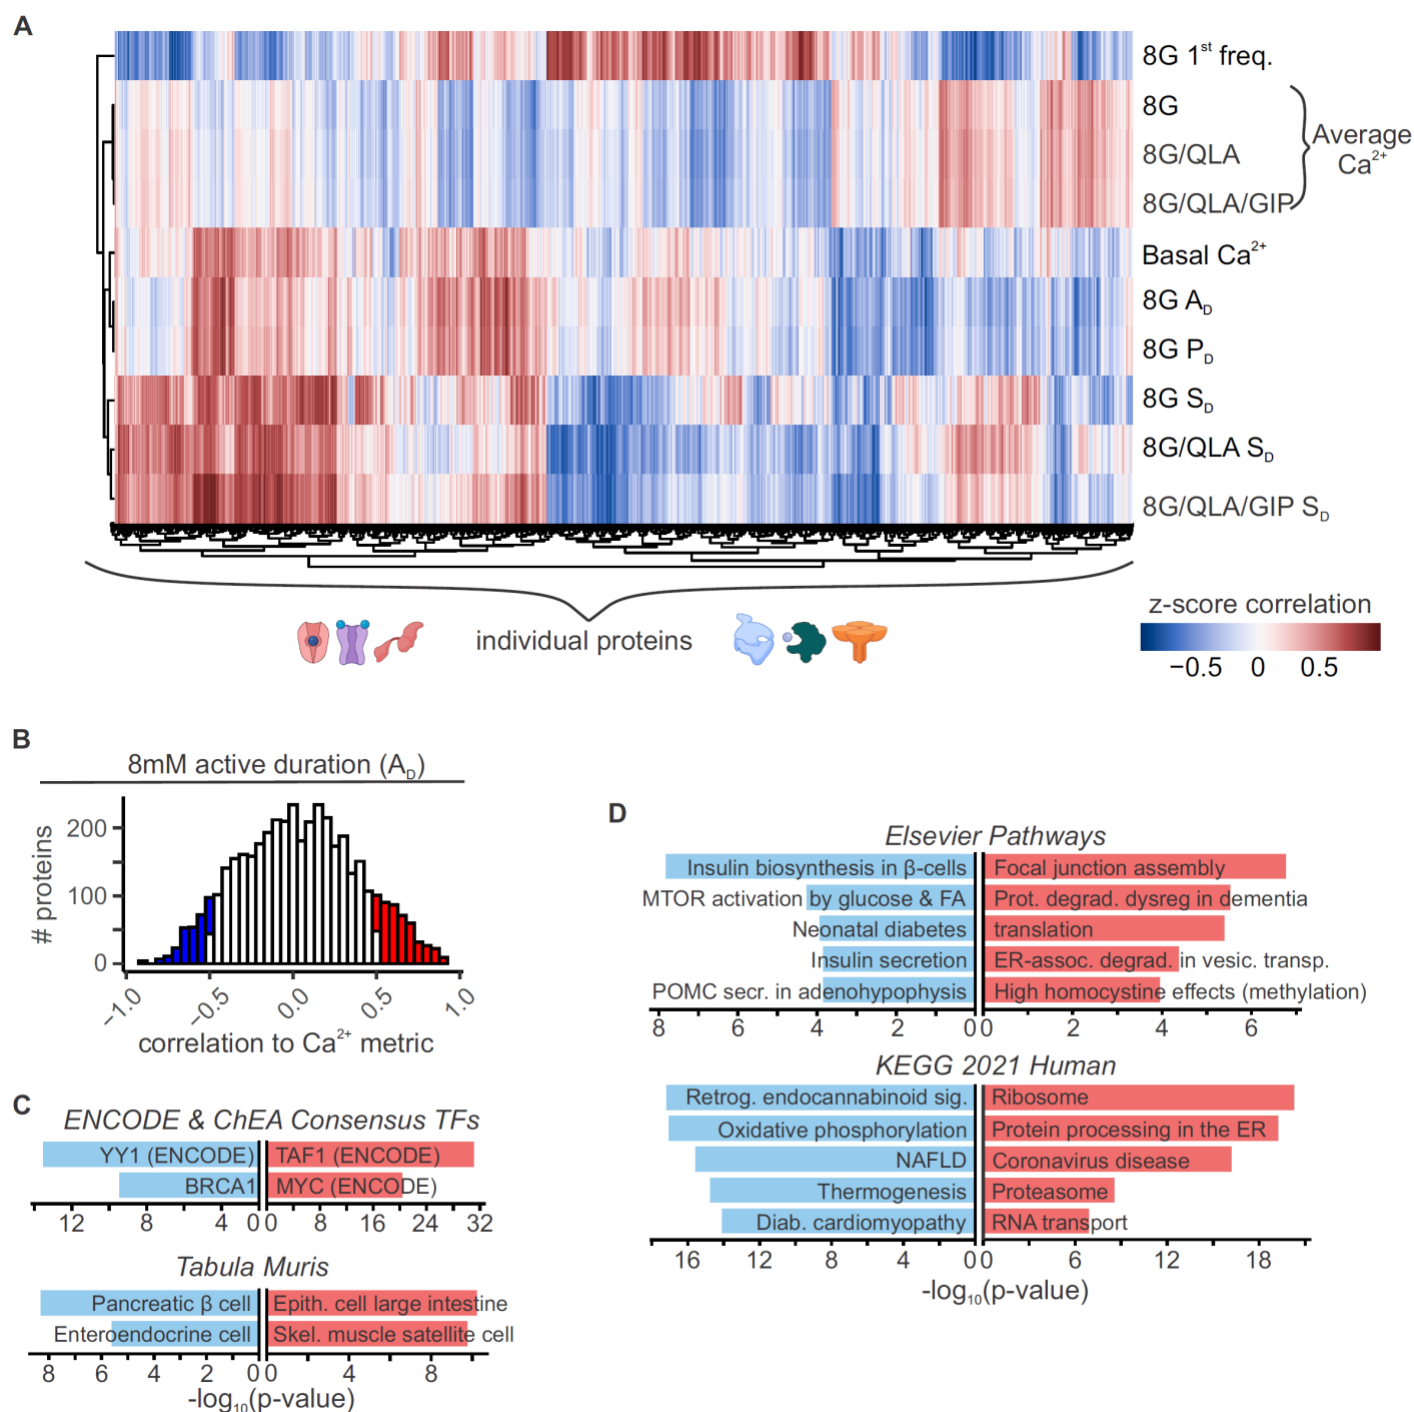 A
8G 1st freq.
8G
8G/QLA
8G/QLA/GIP
Average
Ca2+
Basal Ca2+
8G AD
8G PD
8G SD
8G/QLA SD
8G/QLA/GIP SD
individual proteins
z-score correlation
−0.5 0 0.5
B
8mM active duration (AD)
# proteins
200
100
0
−1.0 −0.5 0.0 0.5 1.0
correlation to Ca2+ metric
C
ENCODE & ChEA Consensus TFs
YY1 (ENCODE) TAF1 (ENCODE)
BRCA1 MYC (ENCODE)
12 8 4 0 0 8 16 24 32
Tabula Muris
Pancreatic β cell Epith. cell large intestine
Enteroendocrine cell Skel. muscle satellite cell
8 6 4 2 0 0 4 8
-log10(p-value)
D
Elsevier Pathways
Insulin biosynthesis in β-cells Focal junction assembly
MTOR activation by glucose & FA Prot. degrad. dysreg in dementia
Neonatal diabetes translation
Insulin secretion ER-assoc. degrad. in vesic. transp.
POMC secr. in adenohypophysis High homocystine effects (methylation)
8 6 4 2 0 0 2 4 6
KEGG 2021 Human
Retrog. endocannabinoid sig. Ribosome
Oxidative phosphorylation Protein processing in the ER
NAFLD Coronavirus disease
Thermogenesis Proteasome
Diab. cardiomyopathy RNA transport
16 12 8 4 0 0 6 12 18
-log10(p-value)